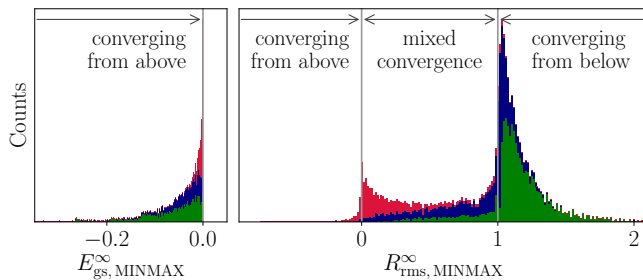 converging
from above
converging
from above
mixed
convergence
converging
from below
Counts
−0.2
0.0
0
1
2
E∞gs, MINMAX
R∞rms, MINMAX